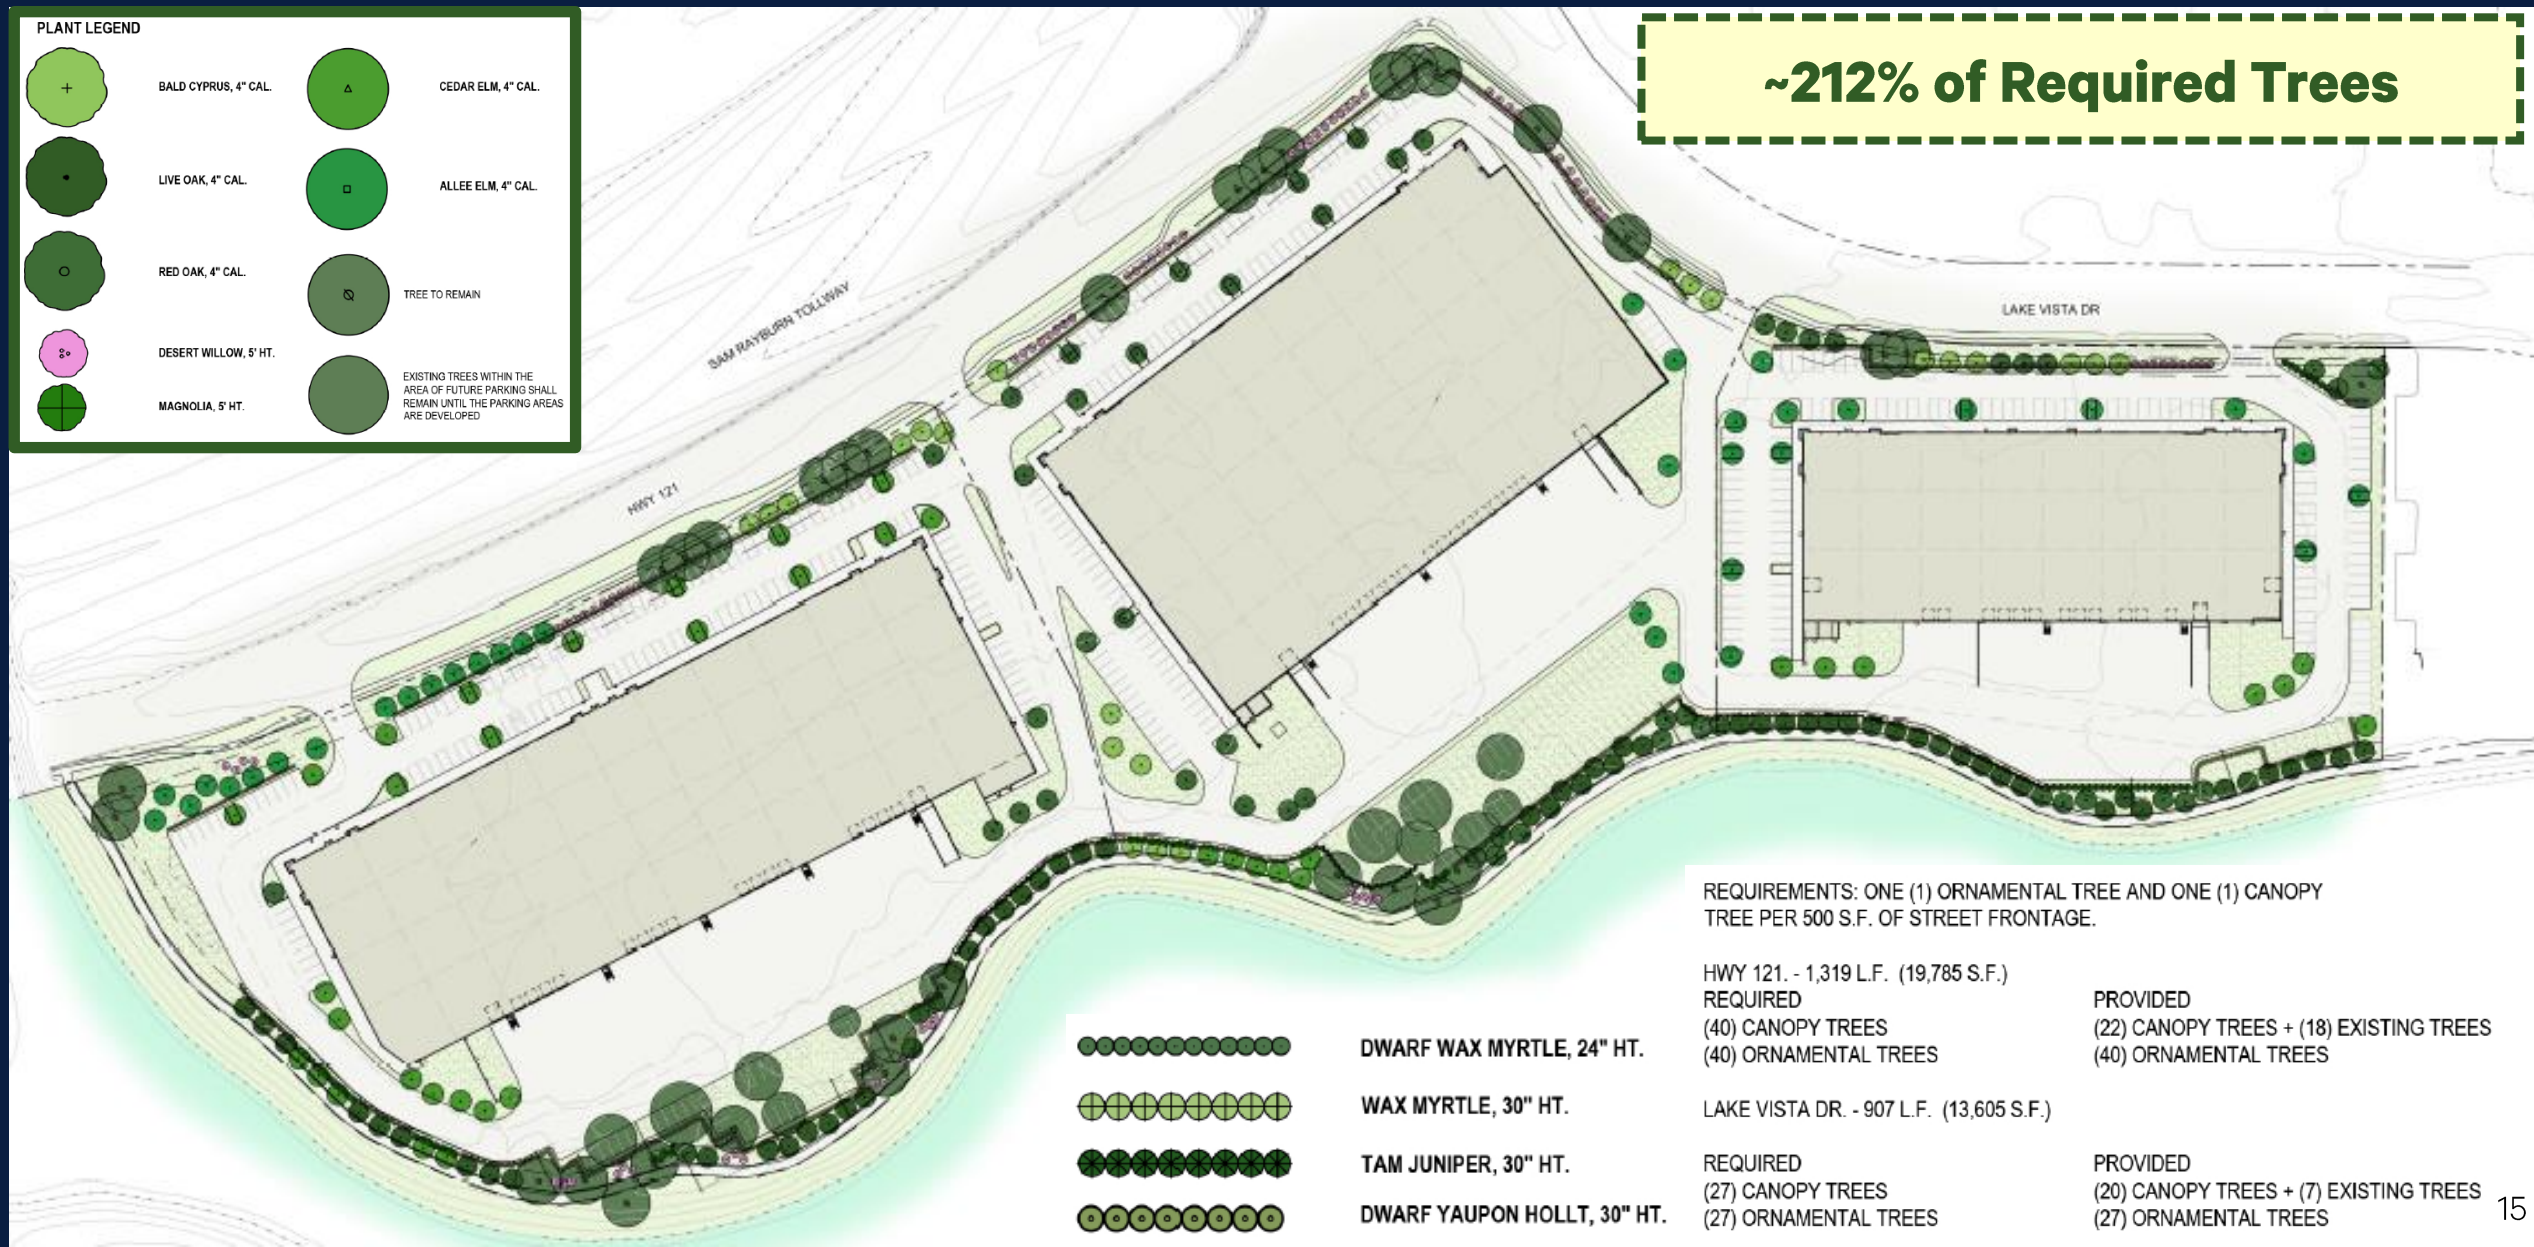 PLANT LEGEND
BALD CYPRUS, 4" CAL.
LIVE OAK, 4" CAL.
RED OAK, 4" CAL.
DESERT WILLOW, 5' HT.
MAGNOLIA, 5' HT.
CEDAR ELM, 4" CAL.
ALLEE ELM, 4" CAL.
TREE TO REMAIN
EXISTING TREES WITHIN THE
AREA OF FUTURE PARKING SHALL
REMAIN UNTIL THE PARKING AREAS
ARE DEVELOPED
~212% of Required Trees
SAM RAYBURN TOLLWAY
HWY 121
LAKE VISTA DR
DWARF WAX MYRTLE, 24" HT.
WAX MYRTLE, 30" HT.
TAM JUNIPER, 30" HT.
DWARF YAUPON HOLLT, 30" HT.
REQUIREMENTS: ONE (1) ORNAMENTAL TREE AND ONE (1) CANOPY
TREE PER 500 S.F. OF STREET FRONTAGE.
HWY 121. - 1,319 L.F. (19,785 S.F.)
REQUIRED
(40) CANOPY TREES
(40) ORNAMENTAL TREES
PROVIDED
(22) CANOPY TREES + (18) EXISTING TREES
(40) ORNAMENTAL TREES
LAKE VISTA DR. - 907 L.F. (13,605 S.F.)
REQUIRED
(27) CANOPY TREES
(27) ORNAMENTAL TREES
PROVIDED
(20) CANOPY TREES + (7) EXISTING TREES
(27) ORNAMENTAL TREES
15